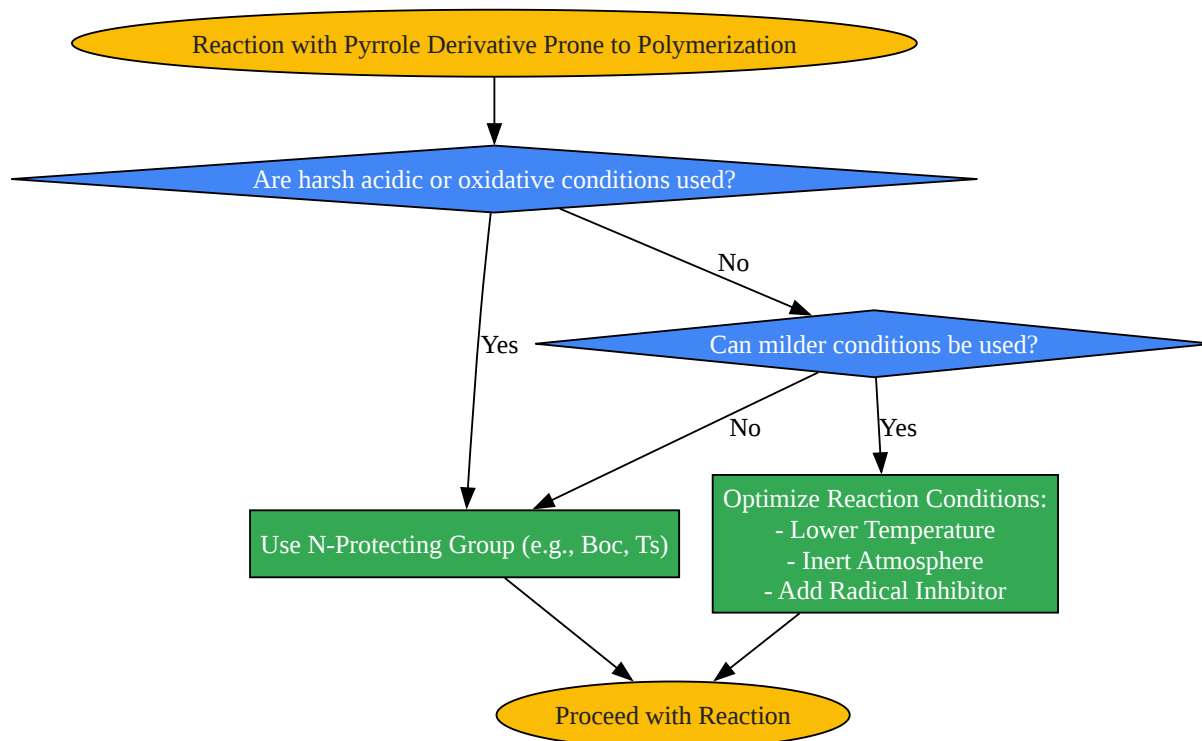 Reaction with Pyrrole Derivative Prone to Polymerization
Are harsh acidic or oxidative conditions used?
No
Yes
Can milder conditions be used?
No
Yes
Use N-Protecting Group (e.g., Boc, Ts)
Optimize Reaction Conditions:
- Lower Temperature
- Inert Atmosphere
- Add Radical Inhibitor
Proceed with Reaction